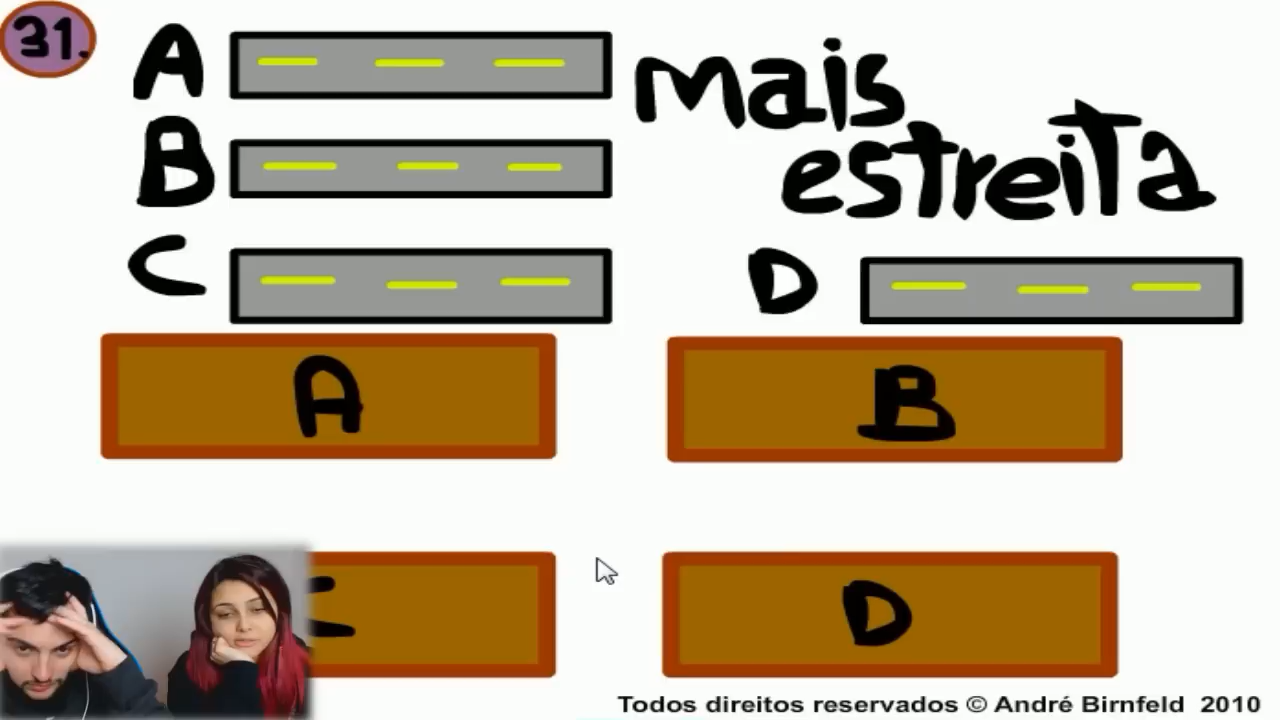 31.
A
mais
B
estreita
C
D
A
B
C
D
Todos direitos reservados © André Birnfeld 2010